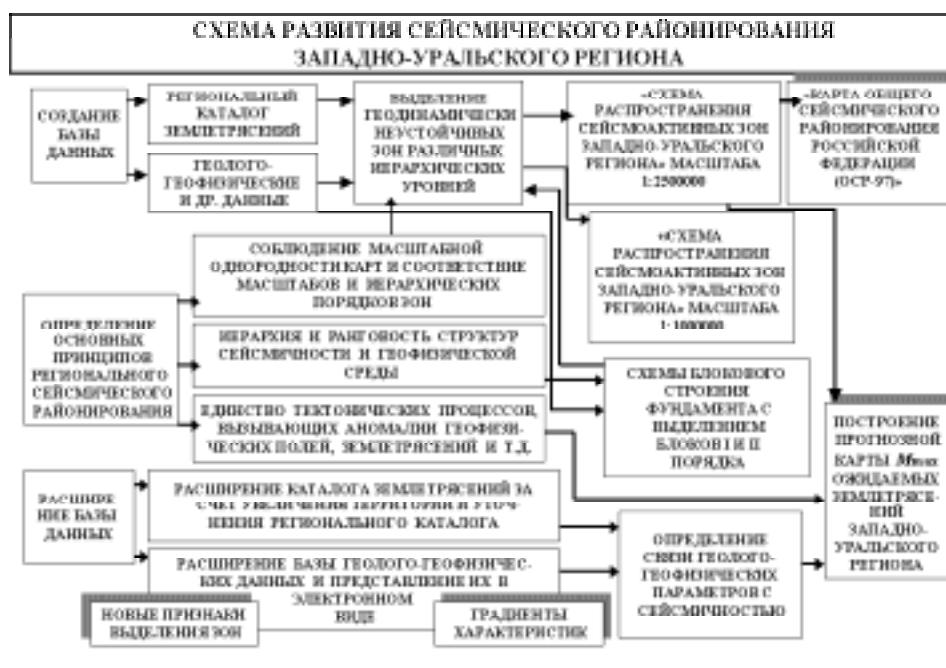 СХЕМА РАЗВИТИЯ СЕЙСМИЧЕСКОГО РАЙОНИРОВАНИЯ
ЗАПАДНО-УРАЛЬСКОГО РЕГИОНА
СОЗДАНИЕ
БАЗЫ
ДАННЫХ
РЕГИОНАЛЬНЫЙ
КАТАЛОГ
ЗЕМЛЕТРЯСЕНИЙ
ГЕОЛОГО-
ГЕОФИЗИЧЕСКИЕ
И ДР. ДАННЫЕ
ВЫДЕЛЕНИЕ
ГЕОДИНАМИЧЕСКИ
НЕУСТОЙЧИВЫХ
ЗОН РАЗЛИЧНЫХ
ИЕРАРХИЧЕСКИХ
УРОВНЕЙ
«СХЕМА
РАСПРОСТРАНЕНИЯ
СЕЙСМОАКТИВНЫХ ЗОН
ЗАПАДНО-УРАЛЬСКОГО
РЕГИОНА» МАСШТАБА
1:2500000
«КАРТА ОБЩЕГО
СЕЙСМИЧЕСКОГО
РАЙОНИРОВАНИЯ
РОССИЙСКОЙ
ФЕДЕРАЦИИ
(ОСР-97)»
«СХЕМА
РАСПРОСТРАНЕНИЯ
СЕЙСМОАКТИВНЫХ ЗОН
ЗАПАДНО-УРАЛЬСКОГО
РЕГИОНА» МАСШТАБА
1:1000000
ОПРЕДЕЛЕНИЕ
ОСНОВНЫХ
ПРИНЦИПОВ
РЕГИОНАЛЬНОГО
СЕЙСМИЧЕСКОГО
РАЙОНИРОВАНИЯ
СОБЛЮДЕНИЕ МАСШТАБНОЙ
ОДНОРОДНОСТИ КАРТ И СООТВЕТСТВИЕ
МАСШТАБОВ И ИЕРАРХИЧЕСКИХ
ПОРЯДКОВ ЗОН
ИЕРАРХИЯ И РАНГОВОСТЬ СТРУКТУР
СЕЙСМИЧНОСТИ И ГЕОФИЗИЧЕСКОЙ
СРЕДЫ
ЕДИНСТВО ТЕКТОНИЧЕСКИХ ПРОЦЕССОВ,
ВЫЗЫВАЮЩИХ АНОМАЛИИ ГЕОФИЗИ-
ЧЕСКИХ ПОЛЕЙ, ЗЕМЛЕТРЯСЕНИЙ И Т.Д.
СХЕМЫ БЛОКОВОГО
СТРОЕНИЯ
ФУНДАМЕНТА С
ВЫДЕЛЕНИЕМ
БЛОКОВ I И II
ПОРЯДКА
ПОСТРОЕНИЕ
ПРОГНОЗНОЙ
КАРТЫ Mmax
ОЖИДАЕМЫХ
ЗЕМЛЕТРЯСЕ-
НИЙ
ЗАПАДНО-
УРАЛЬСКОГО
РЕГИОНА
РАСШИРЕ
НИЕ БАЗЫ
ДАННЫХ
РАСШИРЕНИЕ КАТАЛОГА ЗЕМЛЕТРЯСЕНИЙ ЗА
СЧЕТ УВЕЛИЧЕНИЯ ТЕРРИТОРИИ И УТОЧ-
НЕНИЯ РЕГИОНАЛЬНОГО КАТАЛОГА
РАСШИРЕНИЕ БАЗЫ ГЕОЛОГО-ГЕОФИЗИЧЕС-
КИХ ДАННЫХ И ПРЕДСТАВЛЕНИЕ ИХ В
ЭЛЕКТРОННОМ
ВИДЕ
НОВЫЕ ПРИЗНАКИ
ВЫДЕЛЕНИЯ ЗОН
ГРАДИЕНТЫ
ХАРАКТЕРИСТИК
ОПРЕДЕЛЕНИЕ
СВЯЗИ ГЕОЛОГО-
ГЕОФИЗИЧЕСКИХ
ПАРАМЕТРОВ С
СЕЙСМИЧНОСТЬЮ